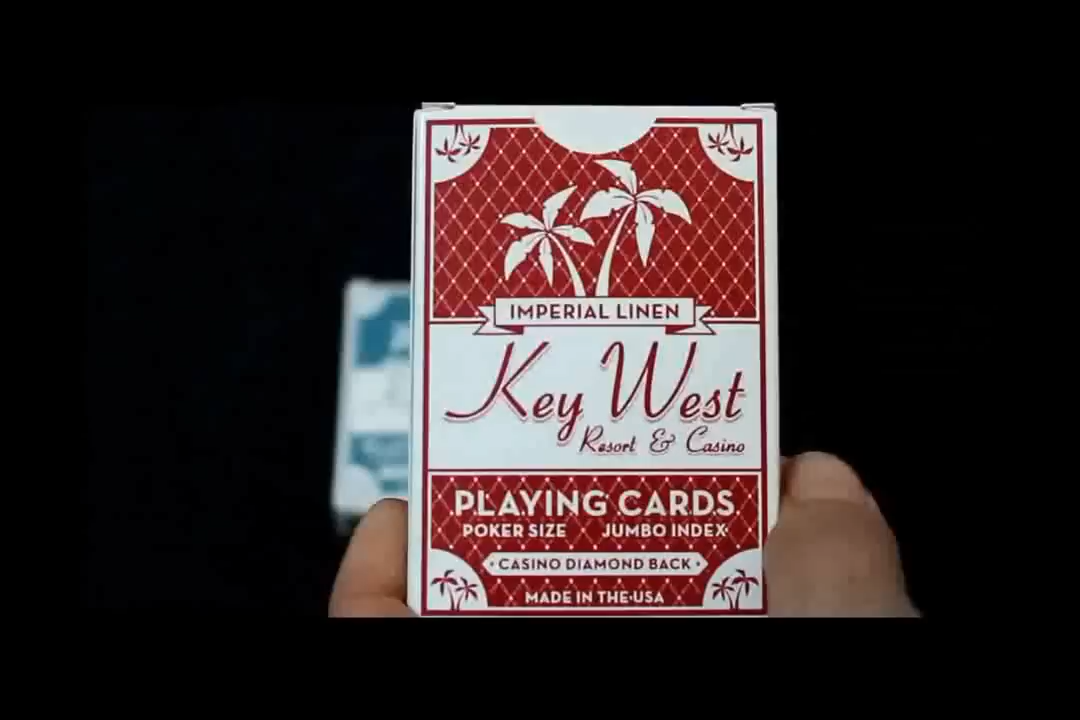 IMPERIAL LINEN
Key West
Resort & Casino
PLAYING CARDS
POKER SIZE JUMBO INDEX
CASINO DIAMOND BACK
MADE IN THE USA